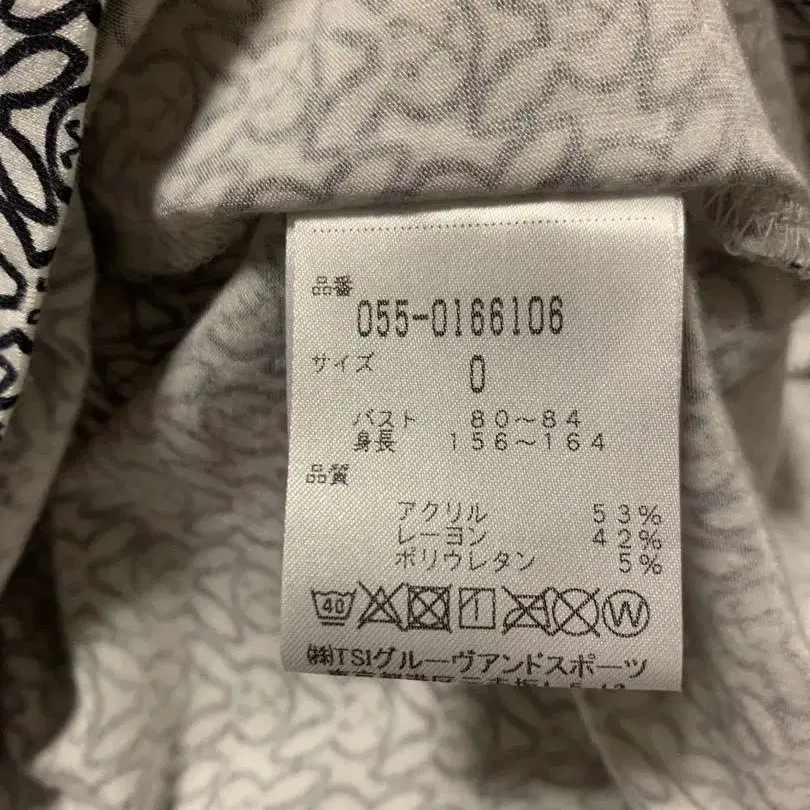 品番
055-0166106
サイズ
0
バスト 80～84
身長 156～164
品質
アクリル 53%
レーヨン 42%
ポリウレタン 5%
40 W
㈱TSIグルーヴアンドスポーツ